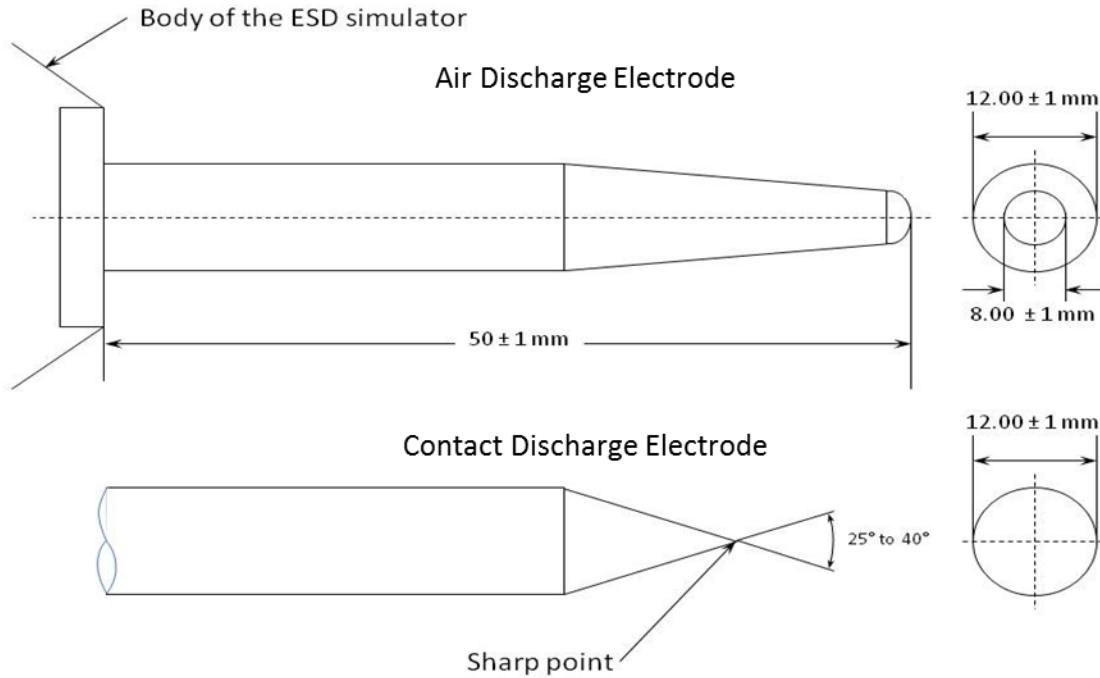 Body of the ESD simulator
Air Discharge Electrode
12.00 ± 1 mm
8.00 ± 1 mm
50 ± 1 mm
Contact Discharge Electrode
12.00 ± 1 mm
25° to 40°
Sharp point